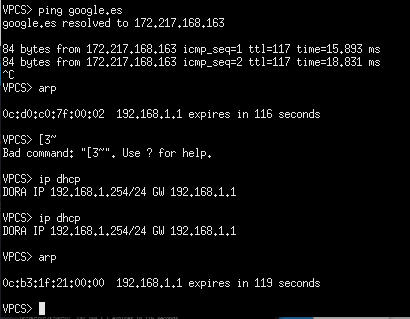 VPCS> ping google.es
google.es resolved to 172.217.168.163
84 bytes from 172.217.168.163 icmp_seq=1 ttl=117 time=15.893 ms
84 bytes from 172.217.168.163 icmp_seq=2 ttl=117 time=18.831 ms
^C
VPCS> arp
0c:d0:c0:7f:00:02  192.168.1.1 expires in 116 seconds
VPCS> [3~
Bad command: "[3~". Use ? for help.
VPCS> ip dhcp
DORA IP 192.168.1.254/24 GW 192.168.1.1
VPCS> ip dhcp
DORA IP 192.168.1.254/24 GW 192.168.1.1
VPCS> arp
0c:b3:1f:21:00:00  192.168.1.1 expires in 119 seconds
VPCS>